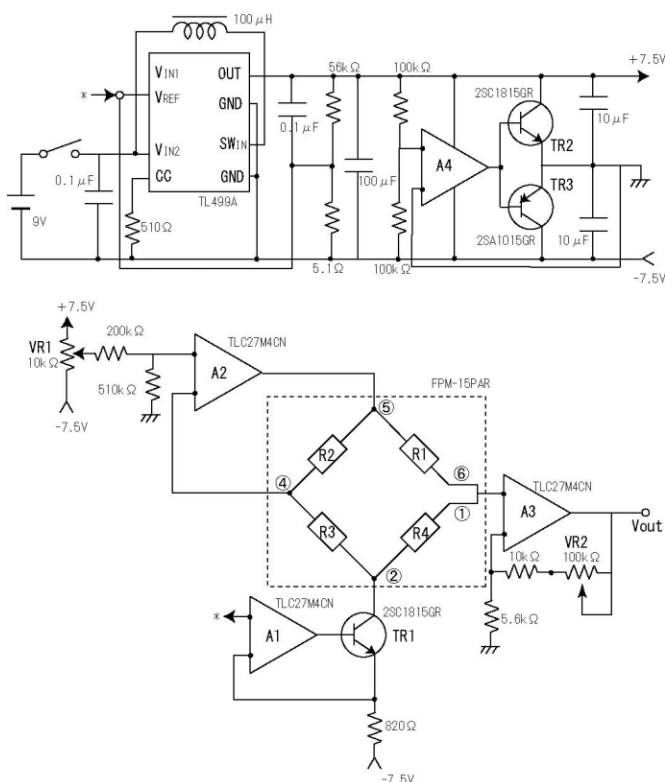 100μH
56kΩ
100kΩ
+7.5V
VIN1
OUT
VREF
GND
*
2SC1815GR
10μF
0.1μF
SWIN
VIN2
TR2
A4
0.1μF
CC
GND
100μF
TR3
TL499A
9V
510Ω
2SA1015GR
10μF
5.1Ω
100kΩ
-7.5V
+7.5V
TLC27M4CN
200kΩ
VR1
10kΩ
A2
FPM-15PAR
510kΩ
-7.5V
⑤
R2
R1
⑥
TLC27M4CN
④
A3
①
Vout
R3
R4
VR2
10kΩ
100kΩ
②
TLC27M4CN
2SC1815GR
5.6kΩ
*
A1
TR1
820Ω
-7.5V